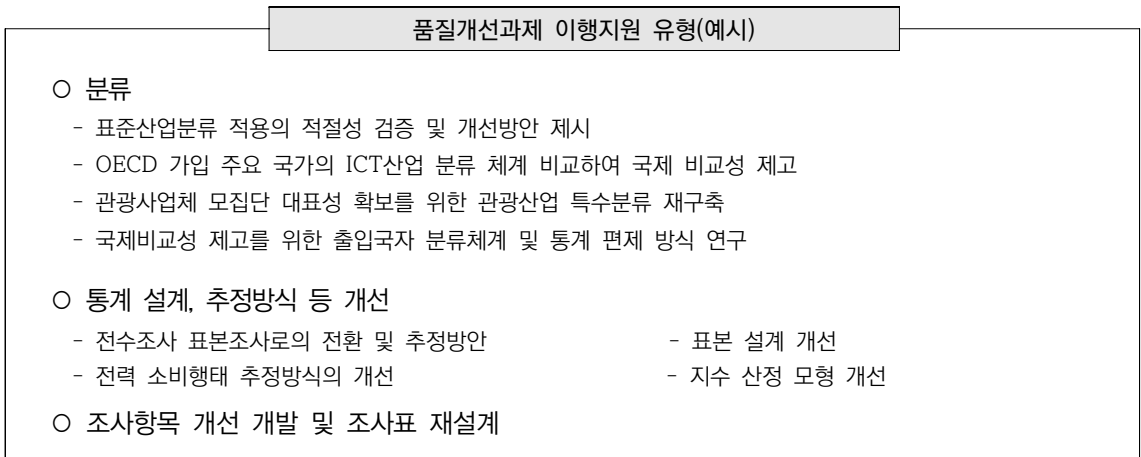 품질개선과제 이행지원 유형(예시)
○ 분류
- 표준산업분류 적용의 적절성 검증 및 개선방안 제시
- OECD 가입 주요 국가의 ICT산업 분류 체계 비교하여 국제 비교성 제고
- 관광사업체 모집단 대표성 확보를 위한 관광산업 특수분류 재구축
- 국제비교성 제고를 위한 출입국자 분류체계 및 통계 편제 방식 연구
○ 통계 설계, 추정방식 등 개선
- 전수조사 표본조사로의 전환 및 추정방안 - 표본 설계 개선
- 전력 소비행태 추정방식의 개선 - 지수 산정 모형 개선
○ 조사항목 개선 개발 및 조사표 재설계